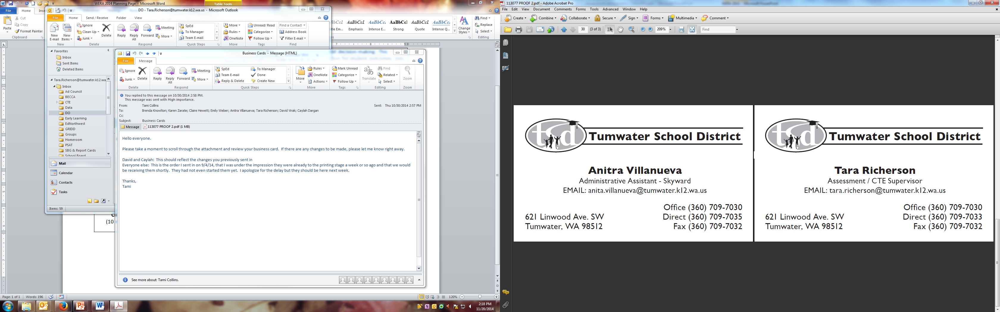 WERA 2014 Planning Page - Microsoft Word
Table Tools
File
Home
Inse
Cut
Copy
Paste
Format Painter
Clipboard
DO - Tara.Richerson@tumwater.k12.wa.us - Microsoft Outlook
File Home Send / Receive Folder View
New E-mail
New Items
New
Ignore
Clean Up
Junk
Delete
Delete
Reply
Reply All
Forward
Meeting
More
Respond
SpEd
To Manager
Team E-mail
Quick Steps
Move
Rules
OneNote
Move
Unread/ Read
Categorize
Follow Up
Tags
Find a Contact
Address Book
Filter E-mail
Find
AaBbCcL AaBbCcL AaBbCc AaBbCcl AaBbCcL AaBbCcL
tle Em... Emphasis Intense E... Strong Quote Intense Q...
Change Styles
Find
Replace
Select
Editing
Favorites
Inbox
Sent Items
Deleted Items
Tara.Richerson@tumwater.k12.wa
Inbox
Ad Council
BECCA
CTE
Data
DO
Early Learning
EdNorthwest
GRIDD
Groups
Homeroom
PSAT
SBG & Report Cards
School Board
Mail
Calendar
Contacts
Tasks
Items: 59
Business Cards - Message (HTML)
File Message
Ignore
Junk
Delete
Delete
Reply
Reply All
Forward
Meeting
More
Respond
SpEd
Team E-mail
Reply & Delete
To Manager
Done
Create New
Quick Steps
Move
Rules
OneNote
Actions
Move
Mark Unread
Categorize
Follow Up
Tags
Translate
Find
Related
Select
Editing
Zoom
Zoom
You replied to this message on 10/30/2014 2:58 PM.
This message was sent with High importance.
From: Tami Collins
Sent: Thu 10/30/2014 2:57 PM
To: Brenda Knowlton; Karen Zarate; Claire Hewett; Emily Weber; Anitra Villanueva; Tara Richerson; David Virak; Caylah Dargan
Cc:
Subject: Business Cards
Message 113077 PROOF 2.pdf (1 MB)
Hello everyone.
Please take a moment to scroll through the attachment and review your business card. If there are any changes to be made, please let me know right away.
David and Caylah: This should reflect the changes you previously sent in
Everyone else: This is the order I sent in on 9/4/14, that I was under the impression they were already to the printing stage a week or so ago and that we would
be receiving them shortly. They had not even started them yet. I apologize for the delay but they should be here next week.
Thanks,
Tami
See more about: Tami Collins.
(10
Page: 1 of 1 Words: 196
120%
2:18 PM
11/20/2014
113077 PROOF 2.pdf - Adobe Acrobat Pro
File Edit View Document Comments Forms Tools Advanced Window Help
Create Combine Collaborate Secure Sign Forms Multimedia Comment
30 (3 of 3) 209% Find
tsd
Tumwater School District
Anitra Villanueva
Administrative Assistant - Skyward
EMAIL: anita.villanueva@tumwater.k12.wa.us
Office (360) 709-7030
621 Linwood Ave. SW Direct (360) 709-7035
Tumwater, WA 98512 Fax (360) 709-7032
tsd
Tumwater School District
Tara Richerson
Assessment / CTE Supervisor
EMAIL: tara.richerson@tumwater.k12.wa.us
Office (360) 709-7030
621 Linwood Ave. SW Direct (360) 709-7033
Tumwater, WA 98512 Fax (360) 709-7032